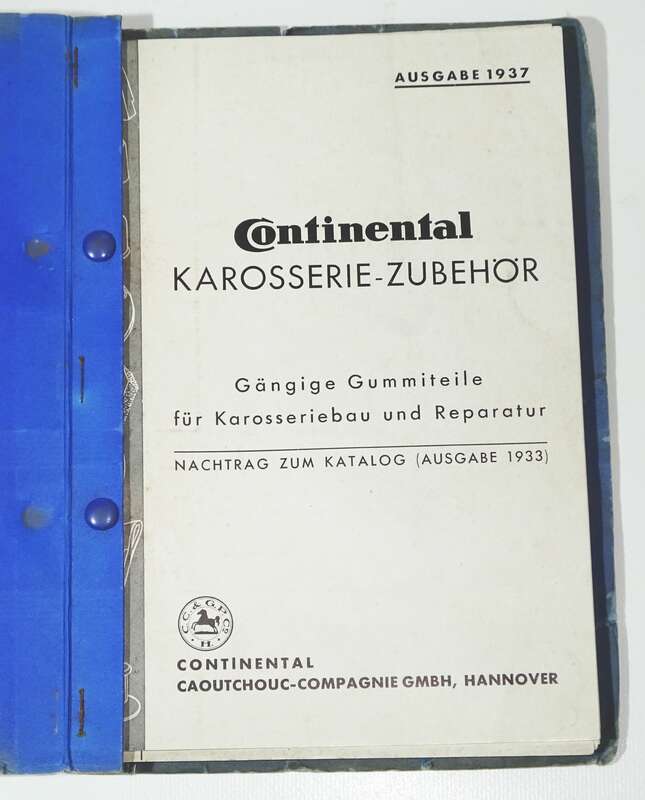 AUSGABE 1937
Continental
KAROSSERIE-ZUBEHÖR
Gängige Gummiteile
für Karosseriebau und Reparatur
NACHTRAG ZUM KATALOG (AUSGABE 1933)
C.C. & G.P. Co
H.
CONTINENTAL
CAOUTCHOUC-COMPAGNIE GMBH, HANNOVER